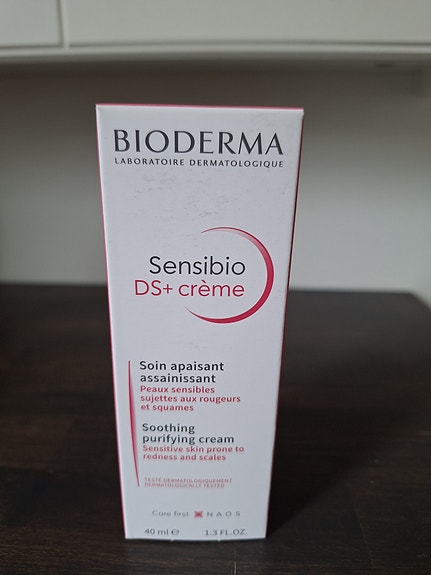 BIODERMA
LABORATOIRE DERMATOLOGIQUE
Sensibio
DS+ crème
Soin apaisant
assainissant
Peaux sensibles
sujettes aux rougeurs
et squames
Soothing
purifying cream
Sensitive skin prone to
redness and scales
TESTÉ DERMATOLOGIQUEMENT
DERMATOLOGICALLY TESTED
Care first NAOS
40 ml ℮ 1.3 FL.OZ.